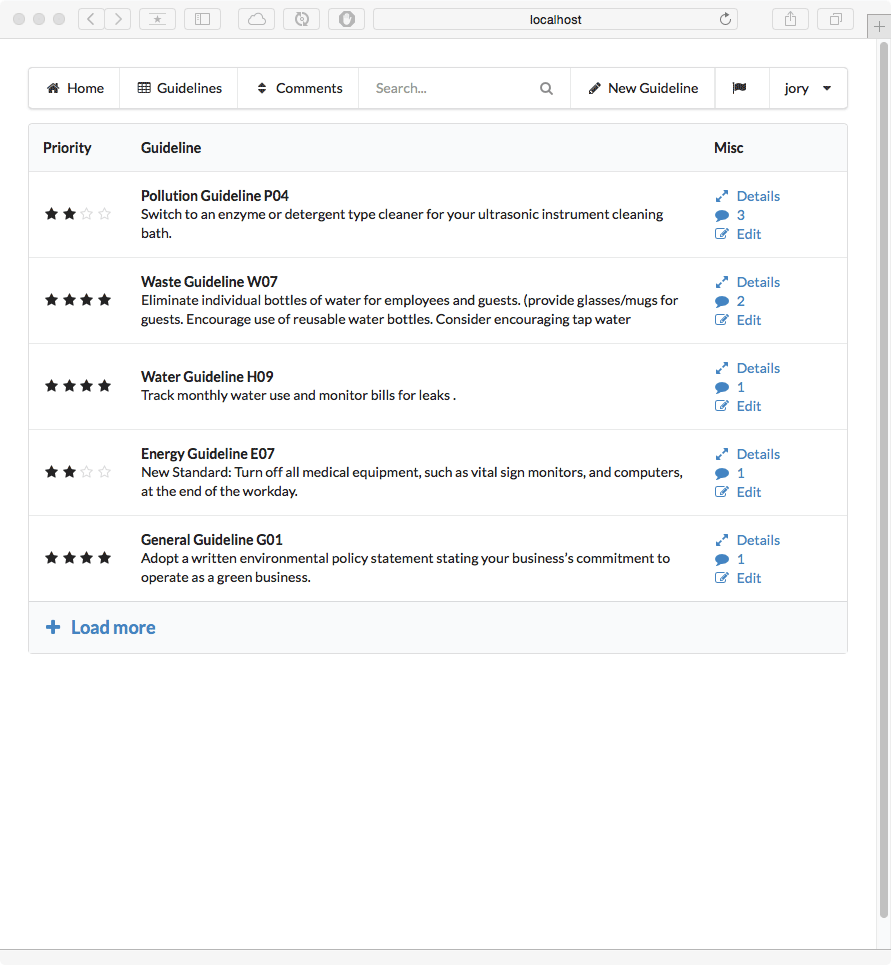 localhost
Home Guidelines Comments Search... New Guideline jory
Priority Guideline Misc
Pollution Guideline P04
Switch to an enzyme or detergent type cleaner for your ultrasonic instrument cleaning
bath.
Details
3
Edit
Waste Guideline W07
Eliminate individual bottles of water for employees and guests. (provide glasses/mugs for
guests. Encourage use of reusable water bottles. Consider encouraging tap water
Details
2
Edit
Water Guideline H09
Track monthly water use and monitor bills for leaks .
Details
1
Edit
Energy Guideline E07
New Standard: Turn off all medical equipment, such as vital sign monitors, and computers,
at the end of the workday.
Details
1
Edit
General Guideline G01
Adopt a written environmental policy statement stating your business’s commitment to
operate as a green business.
Details
1
Edit
Load more